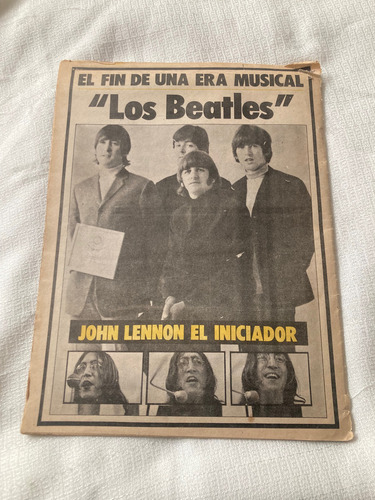 EL FIN DE UNA ERA MUSICAL
"Los Beatles"
JOHN LENNON EL INICIADOR